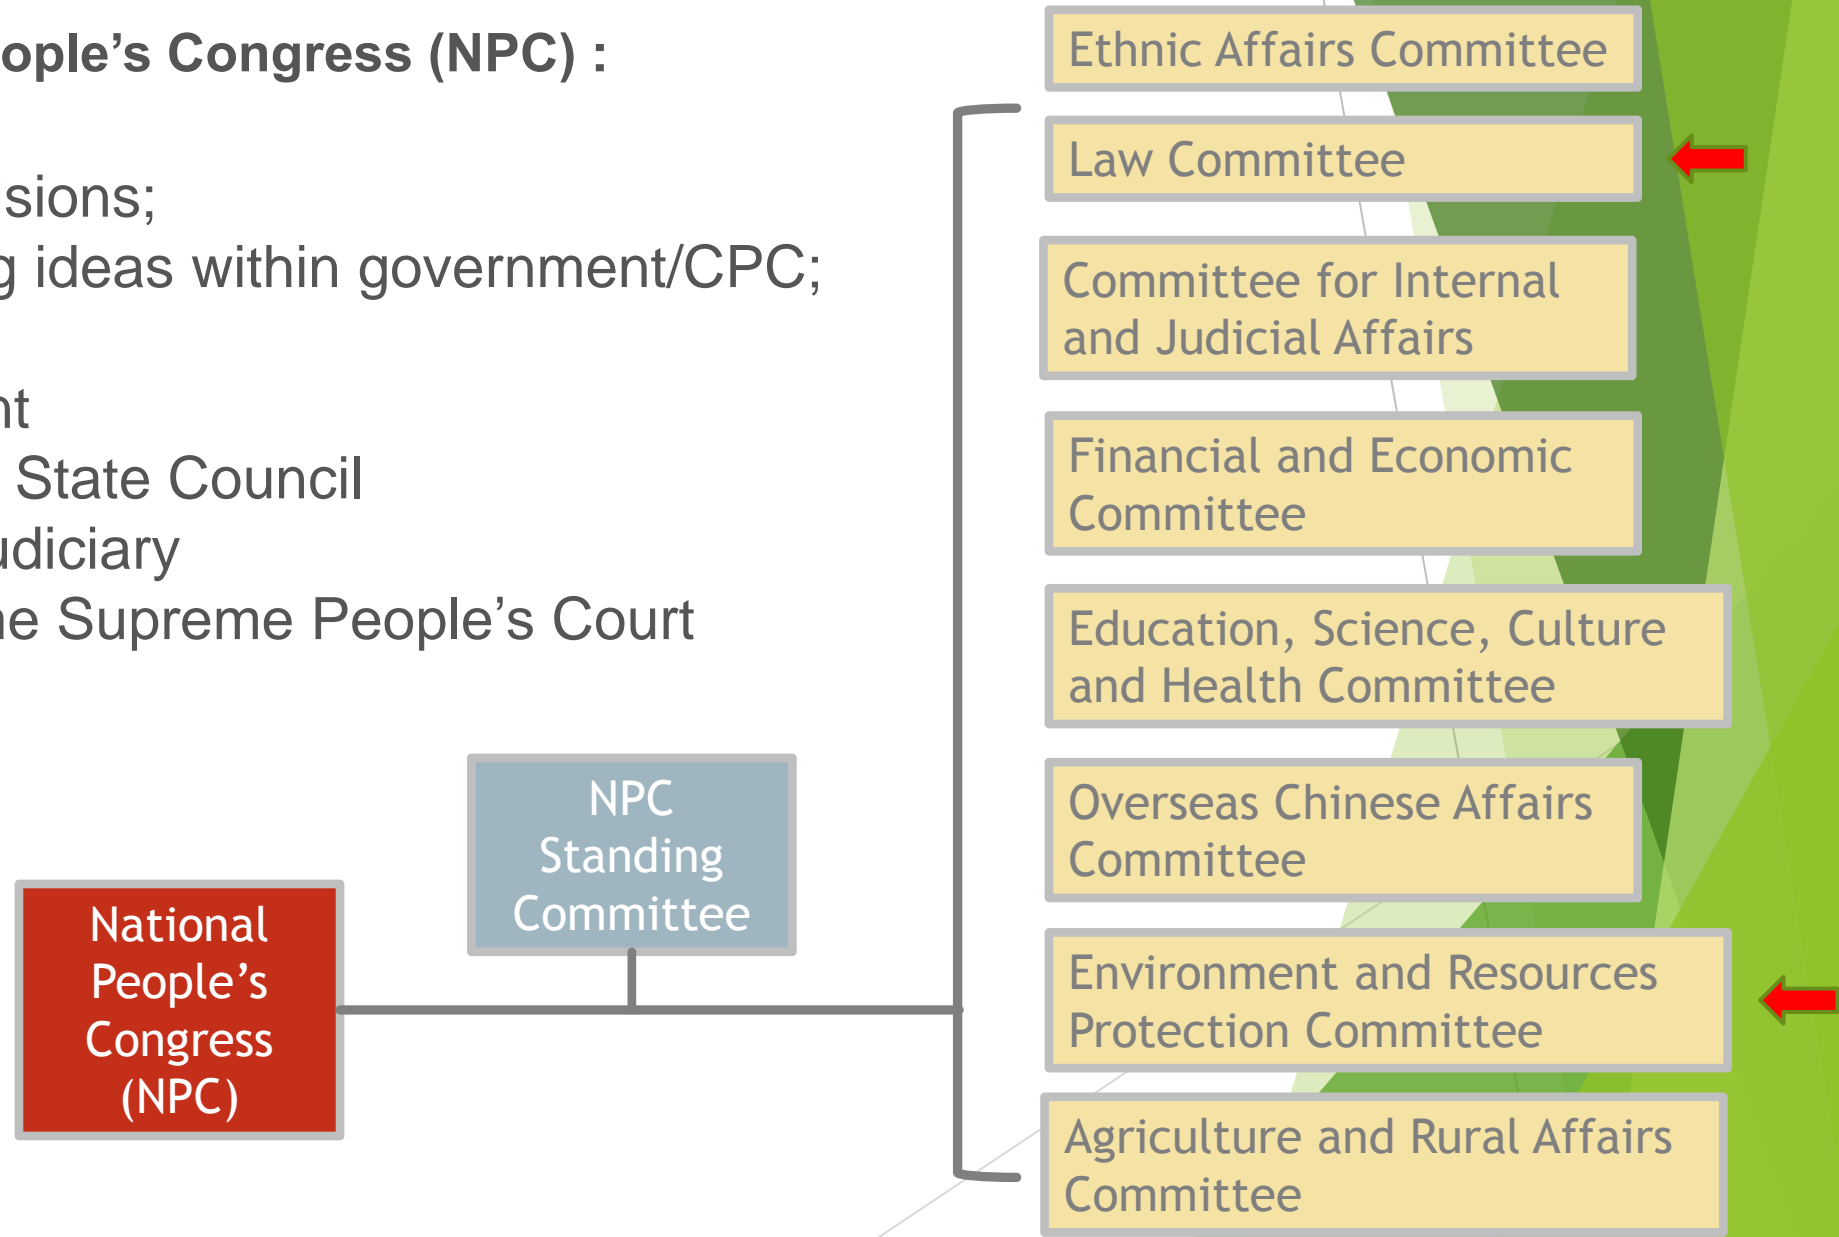 ople’s Congress (NPC) :
isions;
g ideas within government/CPC;
nt
State Council
udiciary
ne Supreme People’s Court
NPC
Standing
Committee
National
People’s
Congress
(NPC)
Ethnic Affairs Committee
Law Committee
Committee for Internal
and Judicial Affairs
Financial and Economic
Committee
Education, Science, Culture
and Health Committee
Overseas Chinese Affairs
Committee
Environment and Resources
Protection Committee
Agriculture and Rural Affairs
Committee